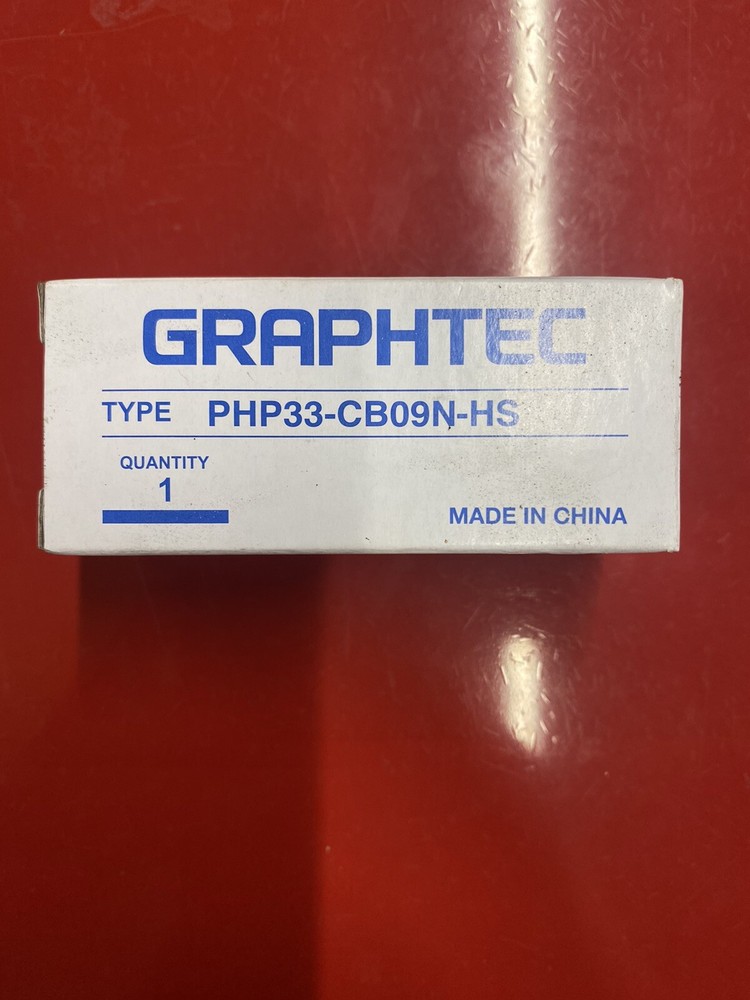 GRAPHTEC
TYPE PHP33-CB09N-HS
QUANTITY
1
MADE IN CHINA